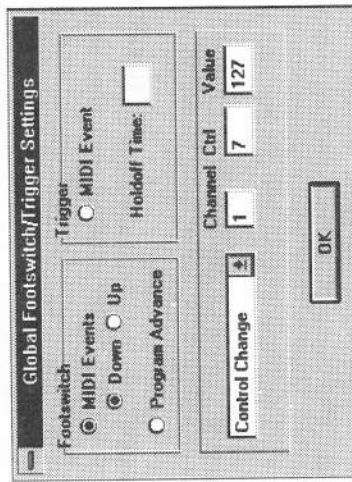 Global Footswitch/Trigger Settings
Footswitch
MIDI Events
Down Up
Program Advance
Trigger
MIDI Event
Holdoff Time:
Channel Ctrl Value
Control Change 1 7 127
OK